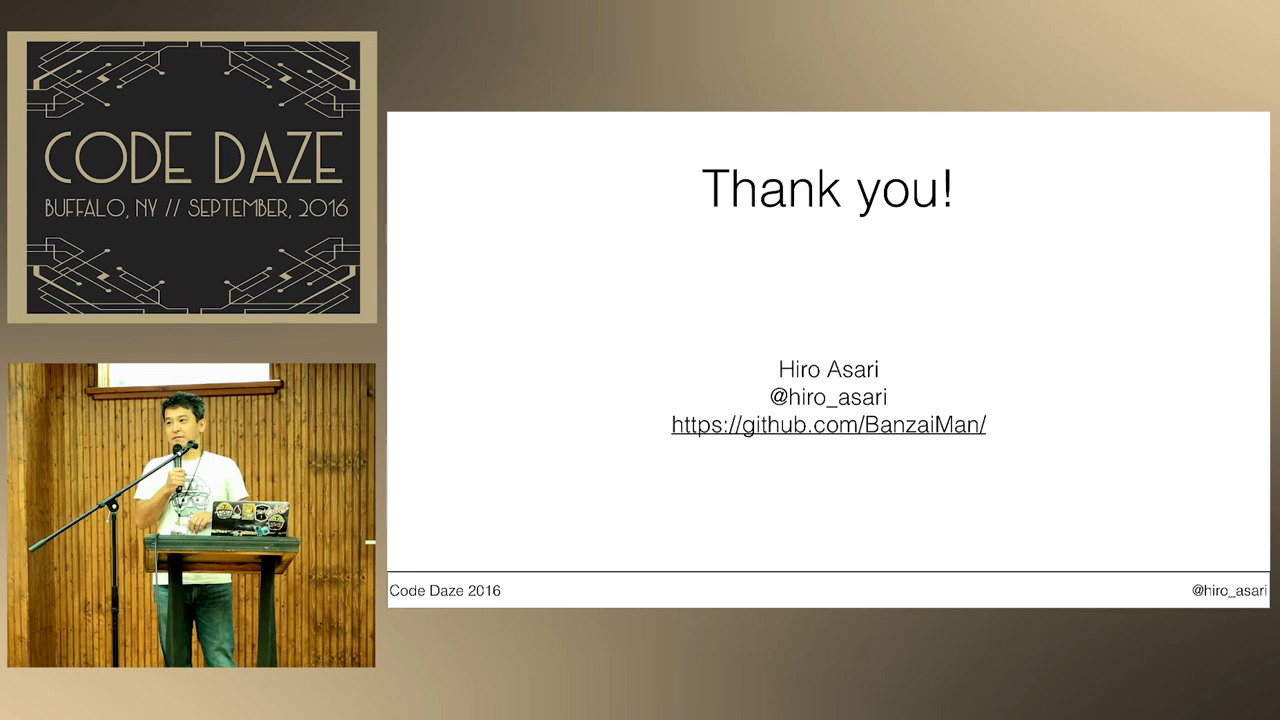 CODE DAZE
BUFFALO, NY // SEPTEMBER, 2016
Thank you!
Hiro Asari
@hiro_asari
https://github.com/BanzaiMan/
Code Daze 2016
@hiro_asari